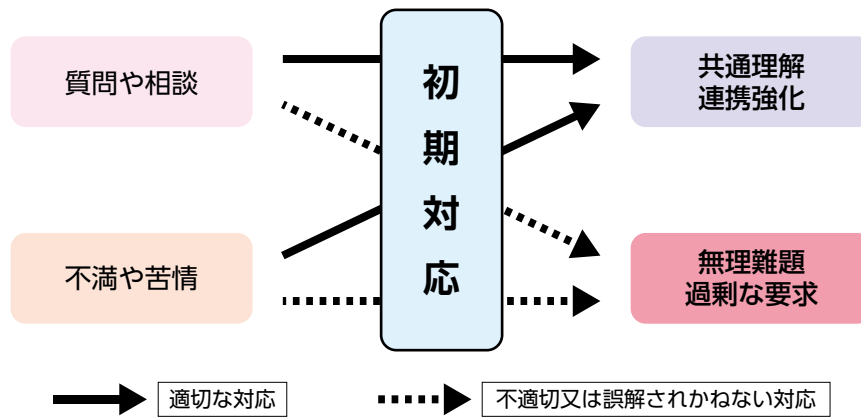 質問や相談
初期対応
共通理解
連携強化
不満や苦情
無理難題
過剰な要求
適切な対応
不適切又は誤解されかねない対応